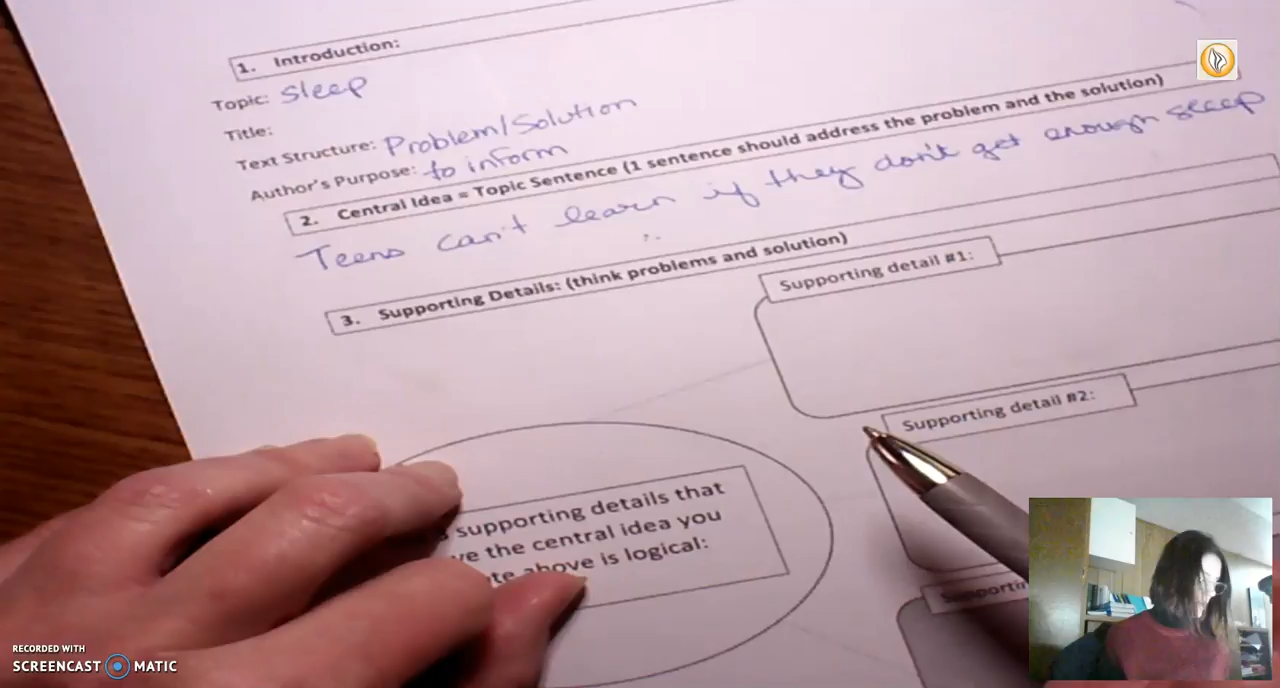 1. Introduction:
Topic: Sleep
Title:
Text Structure: Problem/Solution
Author's Purpose: to inform
2. Central Idea = Topic Sentence (1 sentence should address the problem and the solution)
Teens can't learn if they don't get enough sleep
3. Supporting Details: (think problems and solution)
Supporting detail #1:
Supporting detail #2:
supporting details that
the central idea you
above is logical:
RECORDED WITH
SCREENCAST MATIC